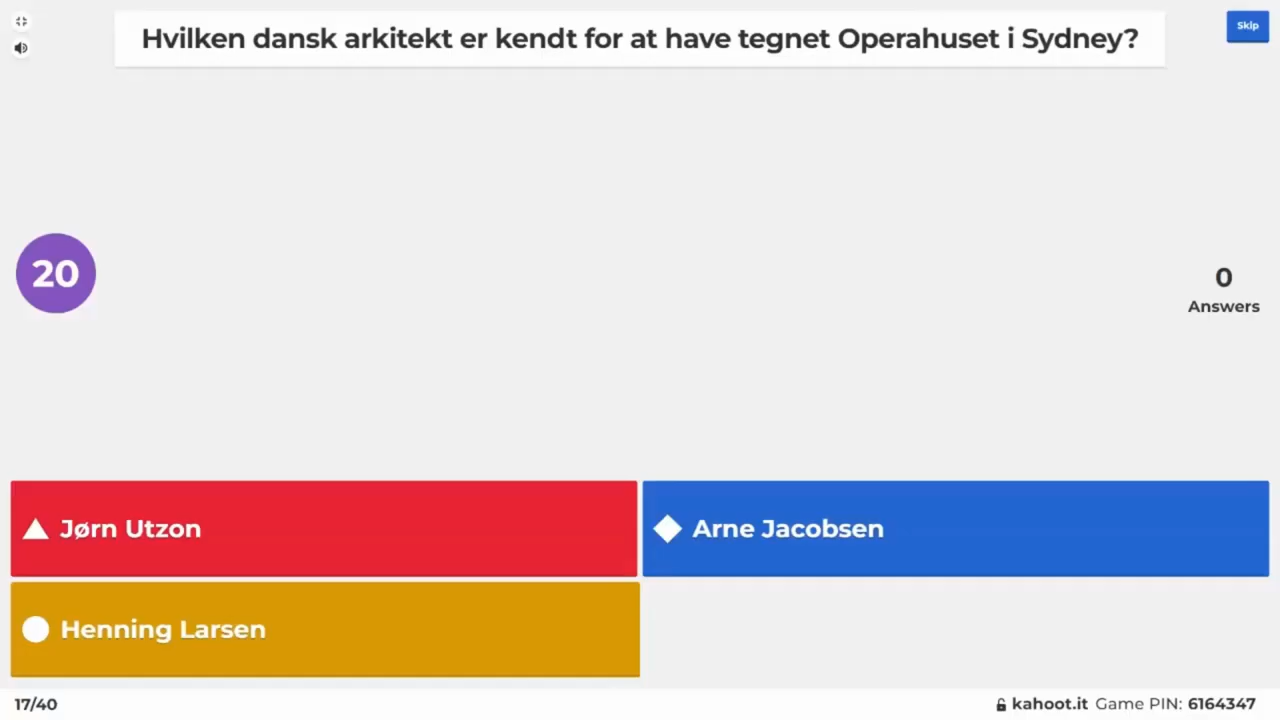 Hvilken dansk arkitekt er kendt for at have tegnet Operahuset i Sydney?
Skip
20
0
Answers
Jørn Utzon
Arne Jacobsen
Henning Larsen
17/40
kahoot.it Game PIN: 6164347